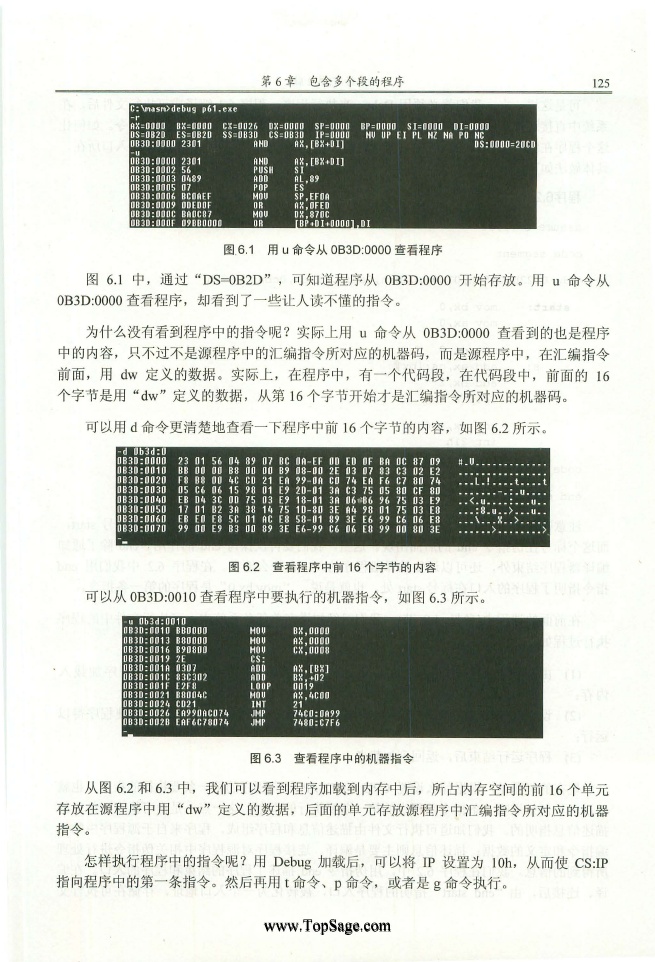 第 6 章 包含多个段的程序 125
C:\masm>debug p61.exe
-r
AX=0000 BX=0000 CX=0026 DX=0000 SP=0000 BP=0000 SI=0000 DI=0000
DS=0B2D ES=0B2D SS=0B3D CS=0B3D IP=0000 NV UP EI PL NZ NA PO NC
0B3D:0000 2301 AND AX,[BX+DI] DS:0000=20CD
-u
0B3D:0000 2301 AND AX,[BX+DI]
0B3D:0002 56 PUSH SI
0B3D:0003 0489 ADD AL,89
0B3D:0005 07 POP ES
0B3D:0006 BC0AEF MOV SP,EF0A
0B3D:0009 0DED0F OR AX,0FED
0B3D:000C BA0C87 MOV DX,870C
0B3D:000F 09BB0000 OR [BP+DI+0000],DI
图 6.1 用 u 命令从 0B3D:0000 查看程序
图 6.1 中，通过“DS=0B2D”，可知道程序从 0B3D:0000 开始存放。用 u 命令从
0B3D:0000 查看程序，却看到了一些让人读不懂的指令。
为什么没有看到程序中的指令呢？实际上用 u 命令从 0B3D:0000 查看到的也是程序
中的内容，只不过不是源程序中的汇编指令所对应的机器码，而是源程序中，在汇编指令
前面，用 dw 定义的数据。实际上，在程序中，有一个代码段，在代码段中，前面的 16
个字节是用“dw”定义的数据，从第 16 个字节开始才是汇编指令所对应的机器码。
可以用 d 命令更清楚地查看一下程序中前 16 个字节的内容，如图 6.2 所示。
-d 0b3d:0
0B3D:0000 23 01 56 04 89 07 BC 0A-EF 0D ED 0F BA 0C 87 09 #.V.............
0B3D:0010 BB 00 00 B8 00 00 B9 08-00 2E 03 07 83 C3 02 E2
0B3D:0020 F8 B8 00 4C CD 21 EA 99-0A C0 74 EA F6 C7 80 74 ...L.!....t....t
0B3D:0030 05 C6 06 15 98 01 E9 2D-01 3A C3 75 05 80 CF 80
0B3D:0040 EB D4 3C 0D 75 03 E9 18-01 3A 06 B6 96 75 03 E9
0B3D:0050 17 01 B2 3A 38 14 75 1D-80 3E A4 98 01 75 03 E8
0B3D:0060 EB E0 E8 5C 01 AC E8 58-01 89 3E E6 99 C6 06 E8
0B3D:0070 99 00 E9 B3 00 89 3E E6-99 C6 06 E8 99 00 80 3E
-
图 6.2 查看程序中前 16 个字节的内容
可以从 0B3D:0010 查看程序中要执行的机器指令，如图 6.3 所示。
-u 0b3d:0010
0B3D:0010 BB0000 MOV BX,0000
0B3D:0013 B80000 MOV AX,0000
0B3D:0016 B90800 MOV CX,0008
0B3D:0019 2E CS:
0B3D:001A 0307 ADD AX,[BX]
0B3D:001C 83C302 ADD BX,+02
0B3D:001F E2F8 LOOP 0019
0B3D:0021 B8004C MOV AX,4C00
0B3D:0024 CD21 INT 21
0B3D:0026 EA990AC074 JMP 74C0:0A99
0B3D:002B EAF6C78074 JMP 7480:C7F6
-
图 6.3 查看程序中的机器指令
从图 6.2 和 6.3 中，我们可以看到程序加载到内存中后，所占内存空间的前 16 个单元
存放在源程序中用“dw”定义的数据，后面的单元存放源程序中汇编指令所对应的机器
指令。
怎样执行程序中的指令呢？用 Debug 加载后，可以将 IP 设置为 10h，从而使 CS:IP
指向程序中的第一条指令。然后再用 t 命令、p 命令，或者是 g 命令执行。
www.TopSage.com